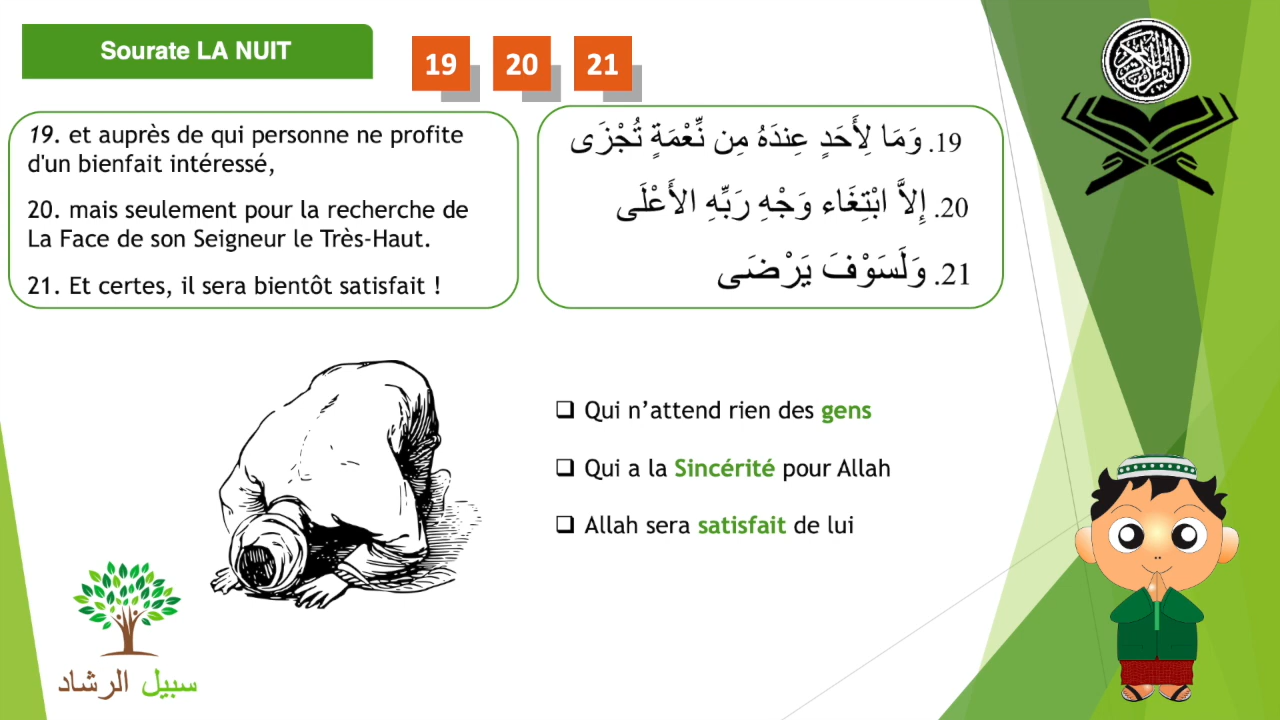 Sourate LA NUIT
19 20 21
19. et auprès de qui personne ne profite
d'un bienfait intéressé,
20. mais seulement pour la recherche de
La Face de son Seigneur le Très-Haut.
21. Et certes, il sera bientôt satisfait !
19. وَمَا لِأَحَدٍ عِندَهُ مِن نِّعْمَةٍ تُجْزَى
20. إِلاَّ ابْتِغَاء وَجْهِ رَبِّهِ الأَعْلَى
21. وَلَسَوْفَ يَرْضَى
❑ Qui n’attend rien des gens
❑ Qui a la Sincérité pour Allah
❑ Allah sera satisfait de lui
سبيل الرشاد